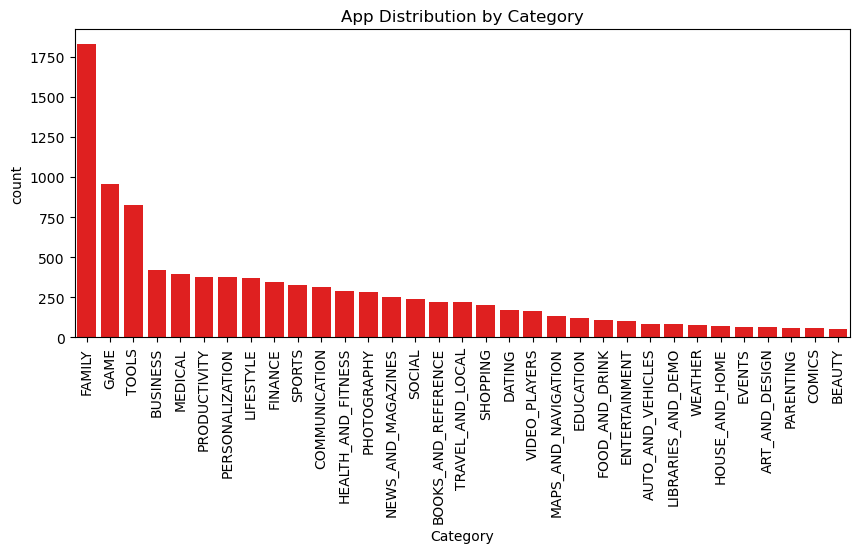 App Distribution by Category
count
1750
1500
1250
1000
750
500
250
0
FAMILY
GAME
TOOLS
BUSINESS
MEDICAL
PRODUCTIVITY
PERSONALIZATION
LIFESTYLE
FINANCE
SPORTS
COMMUNICATION
HEALTH_AND_FITNESS
PHOTOGRAPHY
NEWS_AND_MAGAZINES
SOCIAL
BOOKS_AND_REFERENCE
TRAVEL_AND_LOCAL
SHOPPING
DATING
VIDEO_PLAYERS
MAPS_AND_NAVIGATION
EDUCATION
FOOD_AND_DRINK
ENTERTAINMENT
AUTO_AND_VEHICLES
LIBRARIES_AND_DEMO
WEATHER
HOUSE_AND_HOME
EVENTS
ART_AND_DESIGN
PARENTING
COMICS
BEAUTY
Category